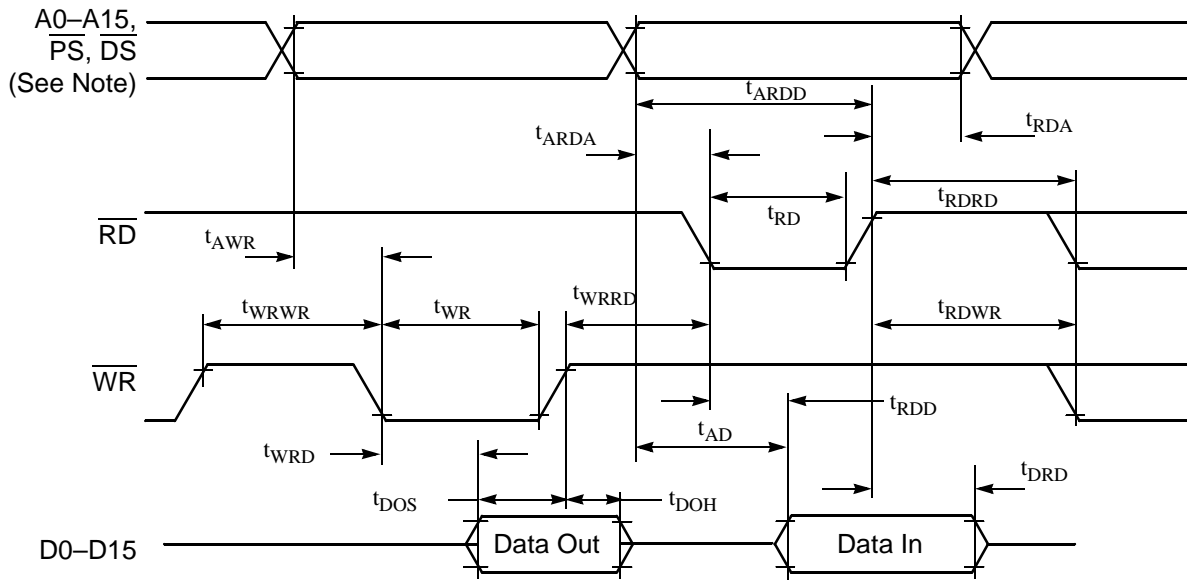 A0–A15,
PS, DS
(See Note)
tARDD
tRDA
tARDA
tRD
tRDRD
RD
tAWR
tWRWR
tWR
tWRRD
tRDWR
WR
tRDD
tAD
tWRD
tDRD
tDOS
tDOH
D0–D15
Data Out
Data In